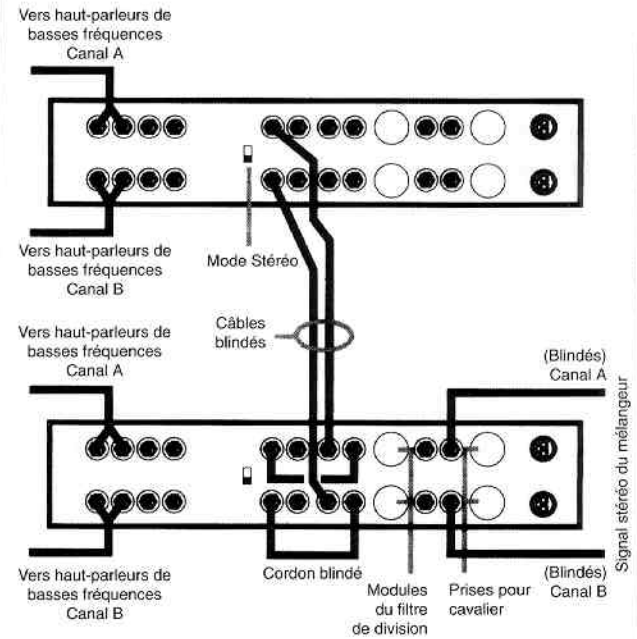 Vers haut-parleurs de
basses fréquences
Canal A
Vers haut-parleurs de
basses fréquences
Canal B
Mode Stéréo
Câbles
blindés
Vers haut-parleurs de
basses fréquences
Canal A
(Blindés)
Canal A
Signal stéréo du mélangeur
Vers haut-parleurs de
basses fréquences
Canal B
Cordon blindé
Modules
du filtre
de division
Prises pour
cavalier
(Blindés)
Canal B